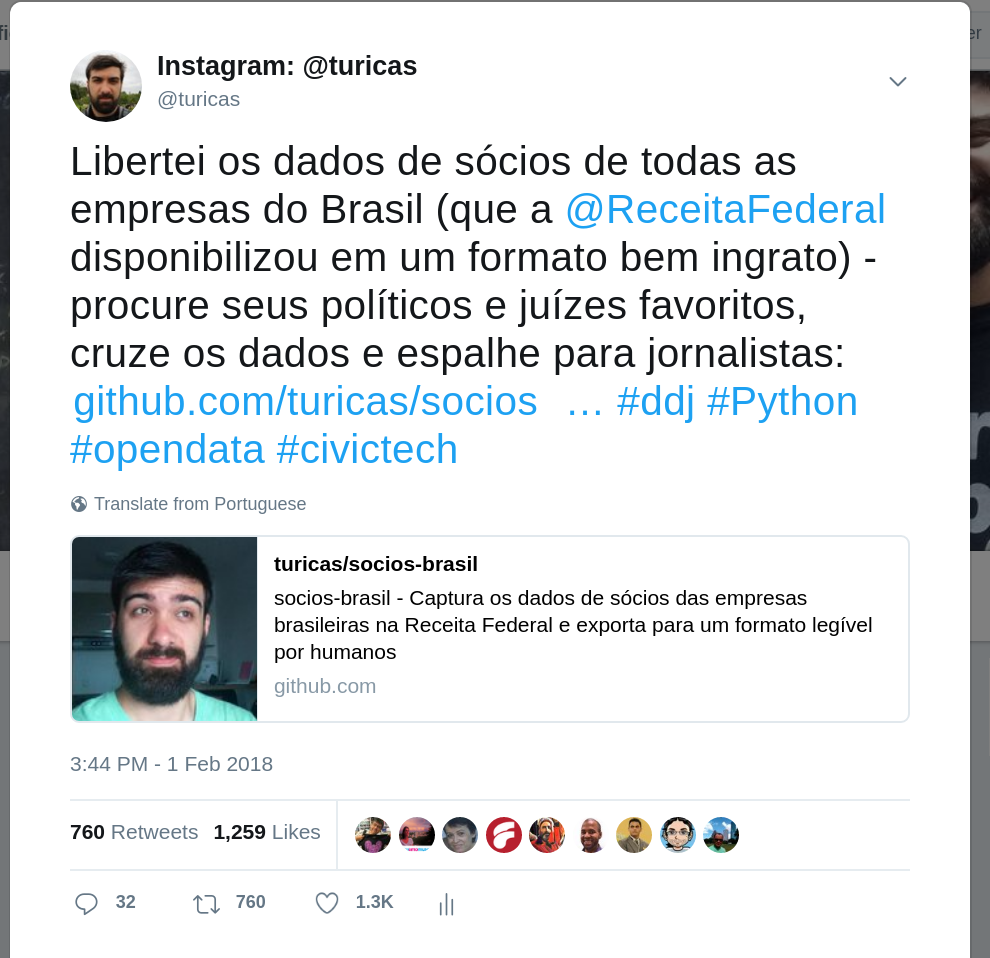 Instagram: @turicas
@turicas
Libertei os dados de sócios de todas as
empresas do Brasil (que a @ReceitaFederal
disponibilizou em um formato bem ingrato) -
procure seus políticos e juízes favoritos,
cruze os dados e espalhe para jornalistas:
github.com/turicas/socios … #ddj #Python
#opendata #civictech
Translate from Portuguese
turicas/socios-brasil
socios-brasil - Captura os dados de sócios das empresas
brasileiras na Receita Federal e exporta para um formato legível
por humanos
github.com
3:44 PM - 1 Feb 2018
760 Retweets 1,259 Likes
32 760 1.3K